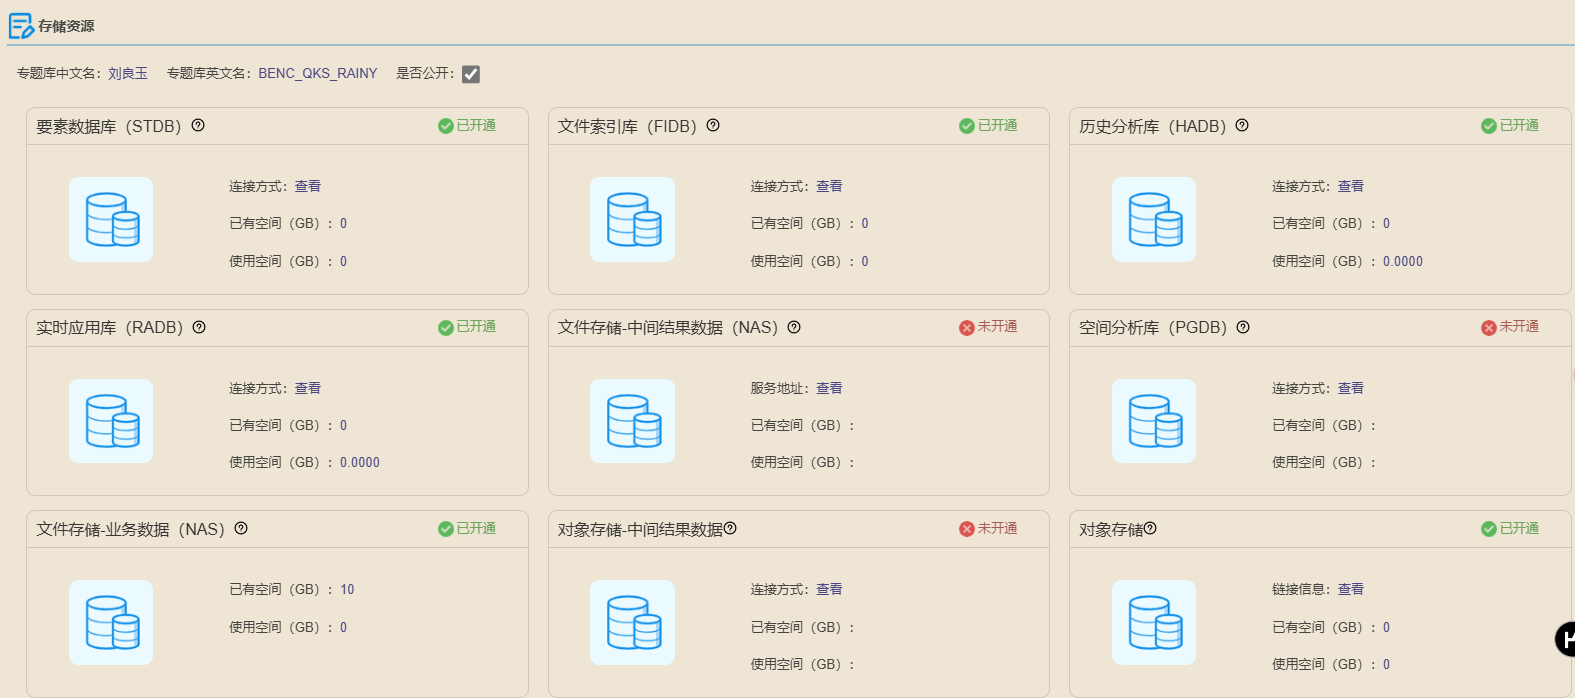 存储资源
专题库中文名：刘良玉 专题库英文名：BENC_QKS_RAINY 是否公开：
要素数据库（STDB） 已开通
连接方式：查看
已有空间（GB）：0
使用空间（GB）：0
文件索引库（FIDB） 已开通
连接方式：查看
已有空间（GB）：0
使用空间（GB）：0
历史分析库（HADB） 已开通
连接方式：查看
已有空间（GB）：0
使用空间（GB）：0.0000
实时应用库（RADB） 已开通
连接方式：查看
已有空间（GB）：0
使用空间（GB）：0.0000
文件存储-中间结果数据（NAS） 未开通
服务地址：查看
已有空间（GB）：
使用空间（GB）：
空间分析库（PGDB） 未开通
连接方式：查看
已有空间（GB）：
使用空间（GB）：
文件存储-业务数据（NAS） 已开通
已有空间（GB）：10
使用空间（GB）：0
对象存储-中间结果数据 未开通
连接方式：查看
已有空间（GB）：
使用空间（GB）：
对象存储 已开通
链接信息：查看
已有空间（GB）：0
使用空间（GB）：0